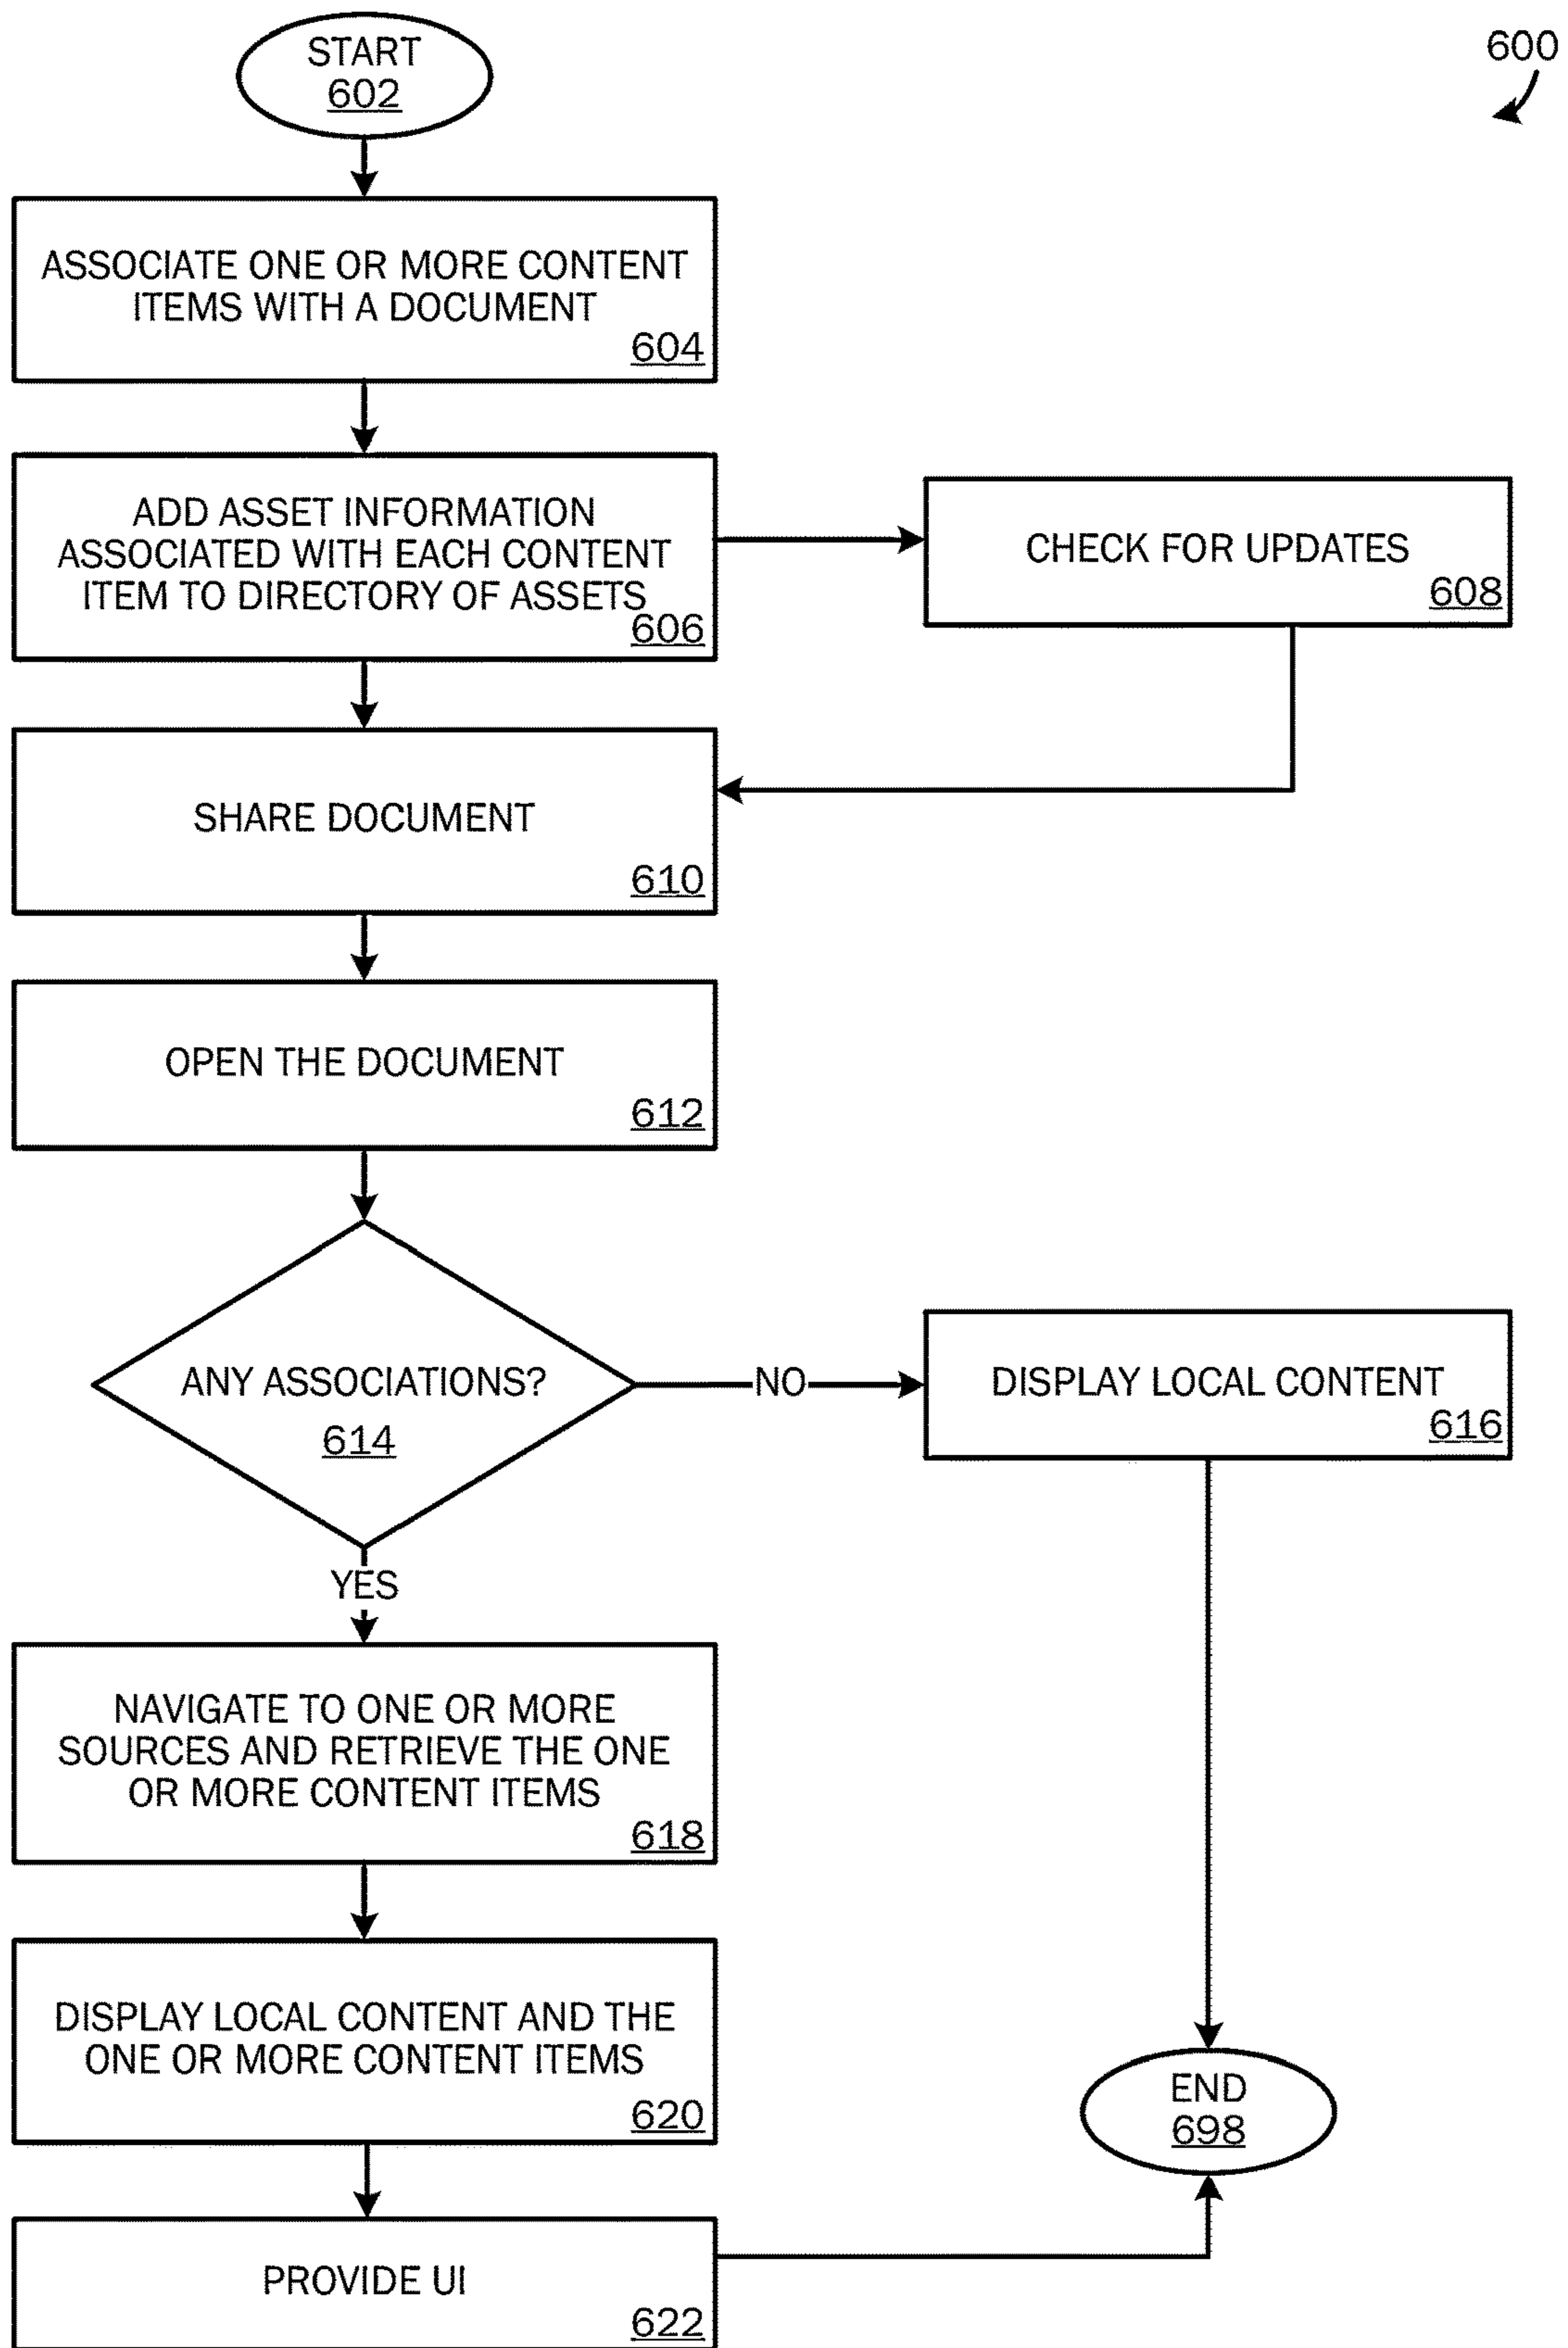 START
602
600
ASSOCIATE ONE OR MORE CONTENT
ITEMS WITH A DOCUMENT
604
ADD ASSET INFORMATION
ASSOCIATED WITH EACH CONTENT
ITEM TO DIRECTORY OF ASSETS
606
CHECK FOR UPDATES
608
SHARE DOCUMENT
610
OPEN THE DOCUMENT
612
ANY ASSOCIATIONS?
614
NO
DISPLAY LOCAL CONTENT
616
YES
NAVIGATE TO ONE OR MORE
SOURCES AND RETRIEVE THE ONE
OR MORE CONTENT ITEMS
618
DISPLAY LOCAL CONTENT AND THE
ONE OR MORE CONTENT ITEMS
620
END
698
PROVIDE UI
622